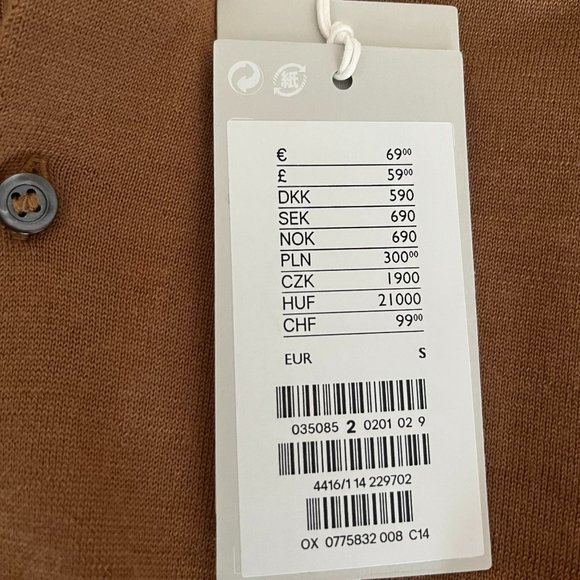 紙
€ 69⁰⁰
£ 59⁰⁰
DKK 590
SEK 690
NOK 690
PLN 300⁰⁰
CZK 1900
HUF 21000
CHF 99⁰⁰
EUR S
035085 2 0201 02 9
4416/1 14 229702
OX 0775832 008 C14